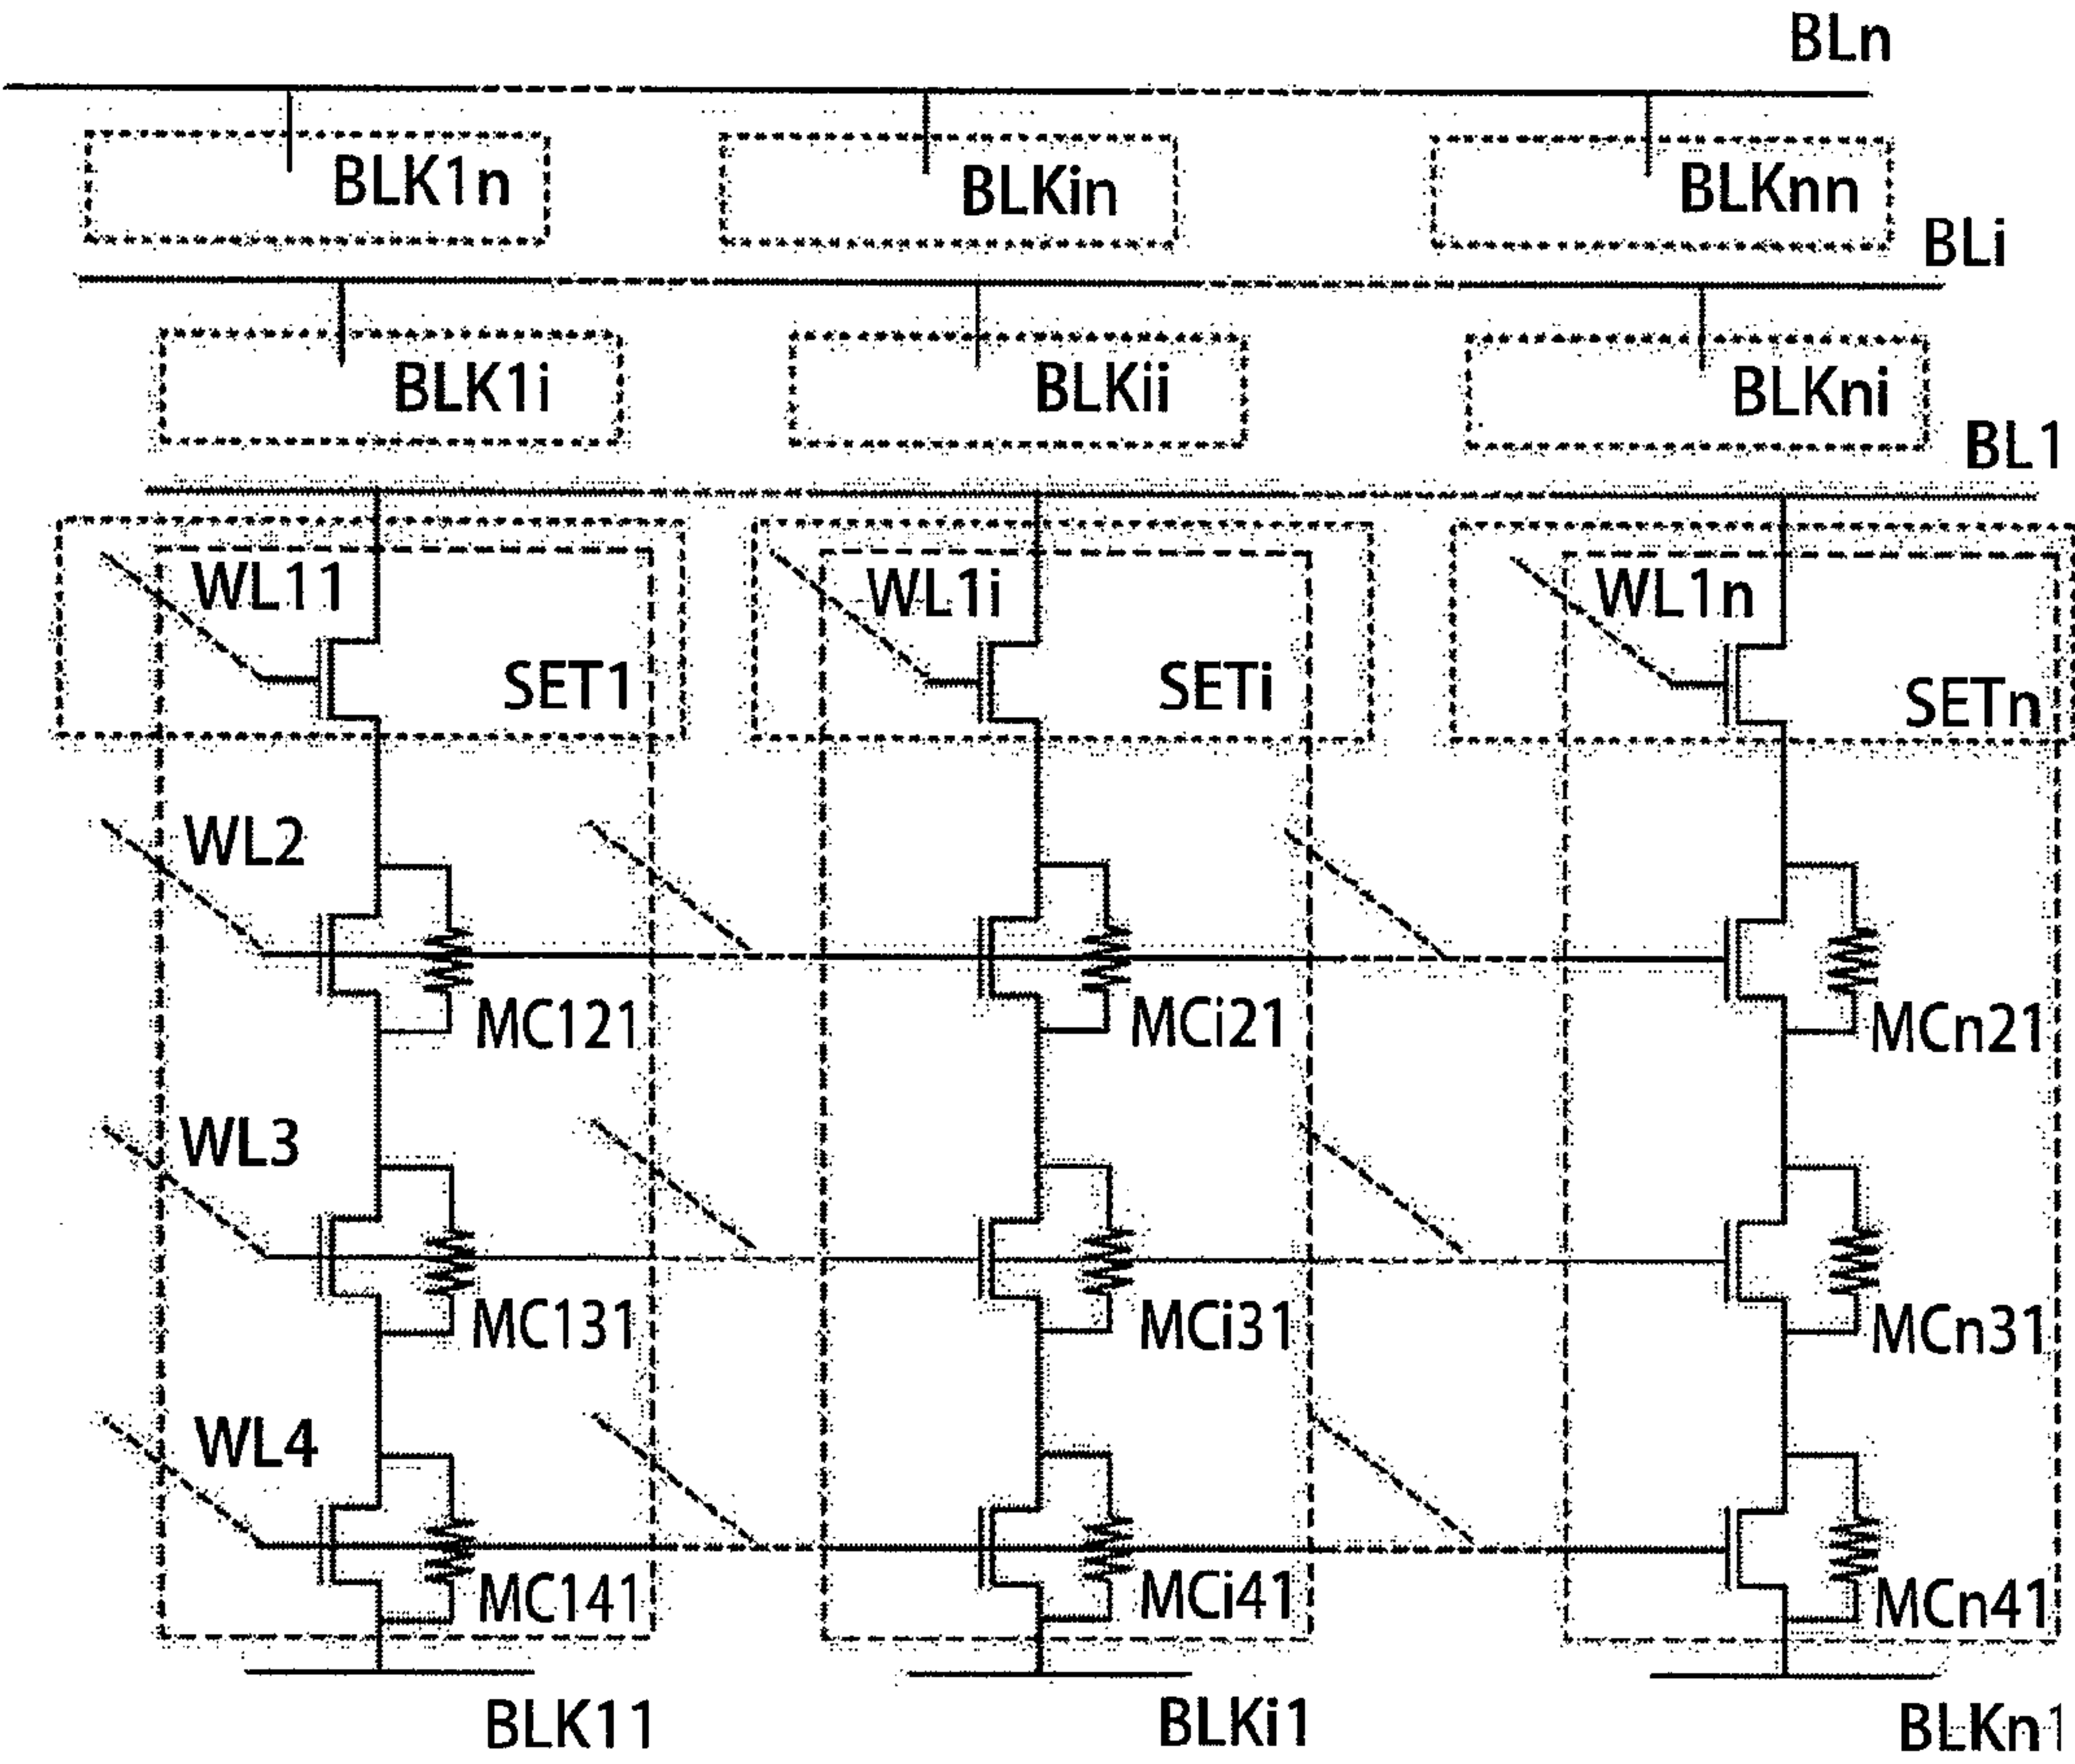 BLn
BLK1n BLKin BLKnn
BLi
BLK1i BLKii BLKni
BL1
WL11 WL1i WL1n
SET1 SETi SETn
WL2
MC121 MCi21 MCn21
WL3
MC131 MCi31 MCn31
WL4
MC141 MCi41 MCn41
BLK11 BLKi1 BLKn1